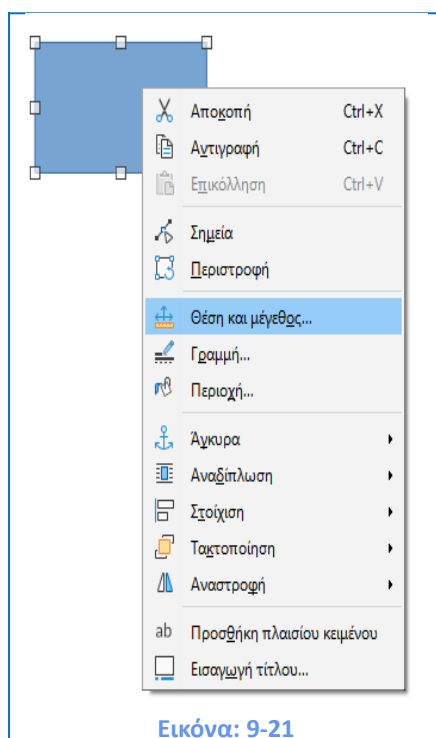 Αποκοπή Ctrl+X
Αντιγραφή Ctrl+C
Επικόλληση Ctrl+V
Σημεία
Περιστροφή
Θέση και μέγεθος...
Γραμμή...
Περιοχή...
Άγκυρα
Αναδίπλωση
Στοίχιση
Τακτοποίηση
Αναστροφή
ab Προσθήκη πλαισίου κειμένου
Εισαγωγή τίτλου...
Εικόνα: 9-21